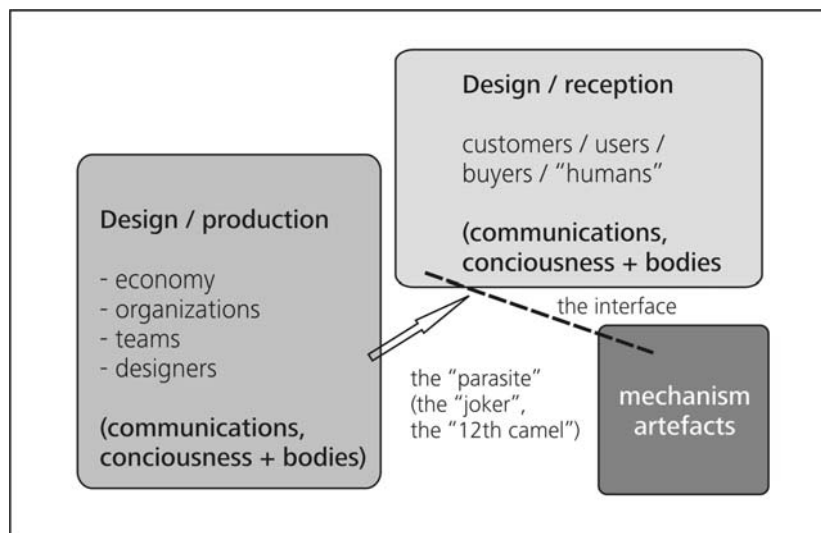 Design / reception
customers / users /
buyers / “humans”
(communications,
conciousness + bodies
Design / production
- economy
- organizations
- teams
- designers
(communications,
conciousness + bodies)
the interface
the “parasite”
(the “joker”,
the “12th camel”)
mechanism
artefacts